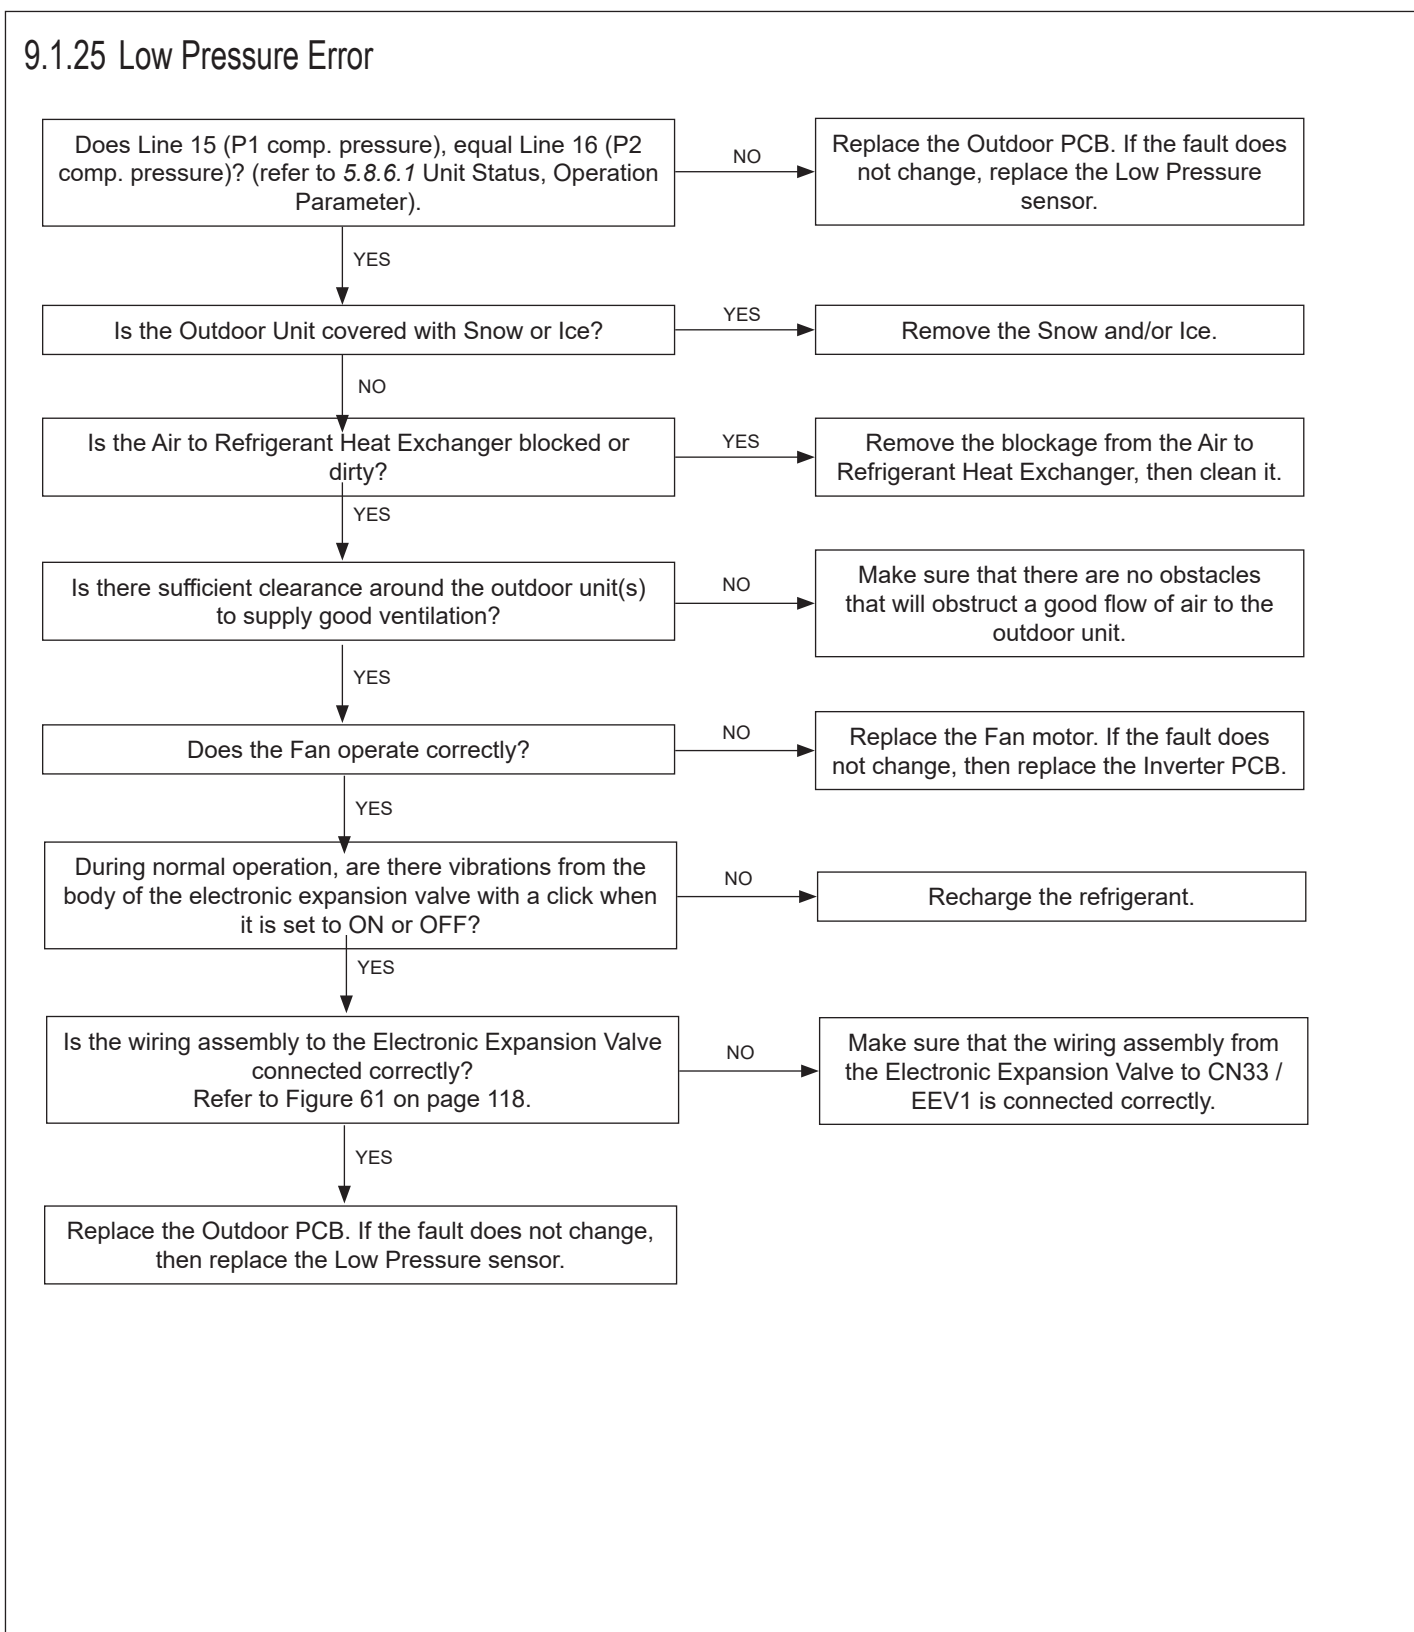 9.1.25 Low Pressure Error
Does Line 15 (P1 comp. pressure), equal Line 16 (P2
comp. pressure)? (refer to 5.8.6.1 Unit Status, Operation
Parameter).
NO
Replace the Outdoor PCB. If the fault does
not change, replace the Low Pressure
sensor.
YES
Is the Outdoor Unit covered with Snow or Ice?
YES
Remove the Snow and/or Ice.
NO
Is the Air to Refrigerant Heat Exchanger blocked or
dirty?
YES
Remove the blockage from the Air to
Refrigerant Heat Exchanger, then clean it.
YES
Is there sufficient clearance around the outdoor unit(s)
to supply good ventilation?
NO
Make sure that there are no obstacles
that will obstruct a good flow of air to the
outdoor unit.
YES
Does the Fan operate correctly?
NO
Replace the Fan motor. If the fault does
not change, then replace the Inverter PCB.
YES
During normal operation, are there vibrations from the
body of the electronic expansion valve with a click when
it is set to ON or OFF?
NO
Recharge the refrigerant.
YES
Is the wiring assembly to the Electronic Expansion Valve
connected correctly?
Refer to Figure 61 on page 118.
NO
Make sure that the wiring assembly from
the Electronic Expansion Valve to CN33 /
EEV1 is connected correctly.
YES
Replace the Outdoor PCB. If the fault does not change,
then replace the Low Pressure sensor.